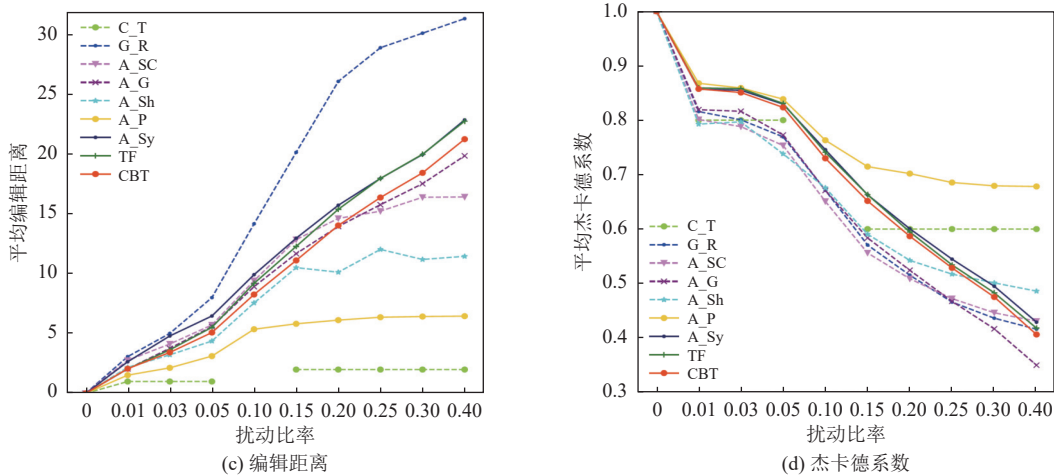 30
25
20
15
10
5
0
平均编辑距离
C_T
G_R
A_SC
A_G
A_Sh
A_P
A_Sy
TF
CBT
0 0.01 0.03 0.05 0.10 0.15 0.20 0.25 0.30 0.40
扰动比率
(c) 编辑距离
1.0
0.9
0.8
0.7
0.6
0.5
0.4
0.3
平均杰卡德系数
C_T
G_R
A_SC
A_G
A_Sh
A_P
A_Sy
TF
CBT
0 0.01 0.03 0.05 0.10 0.15 0.20 0.25 0.30 0.40
扰动比率
(d) 杰卡德系数